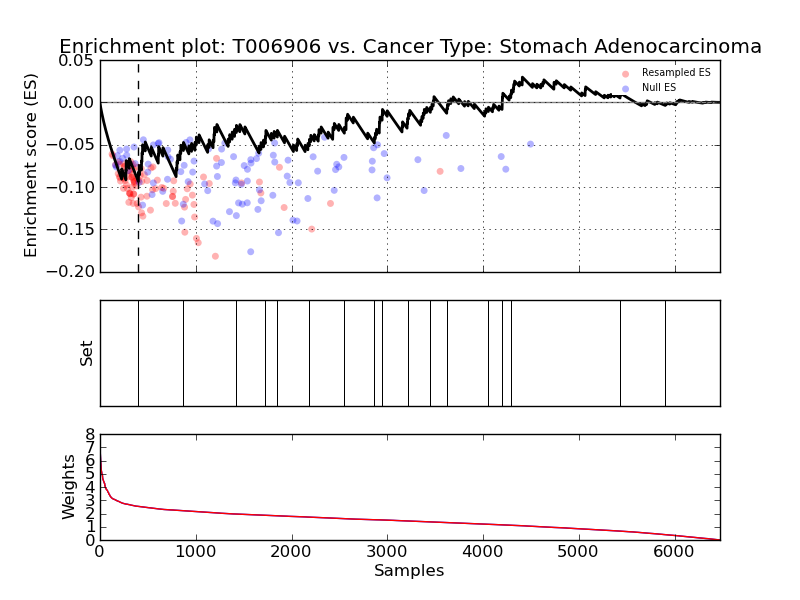 Enrichment plot: T006906 vs. Cancer Type: Stomach Adenocarcinoma
Enrichment score (ES)
0.05
0.00
−0.05
−0.10
−0.15
−0.20
Resampled ES
Null ES
Set
Weights
8
7
6
5
4
3
2
1
0
0 1000 2000 3000 4000 5000 6000
Samples